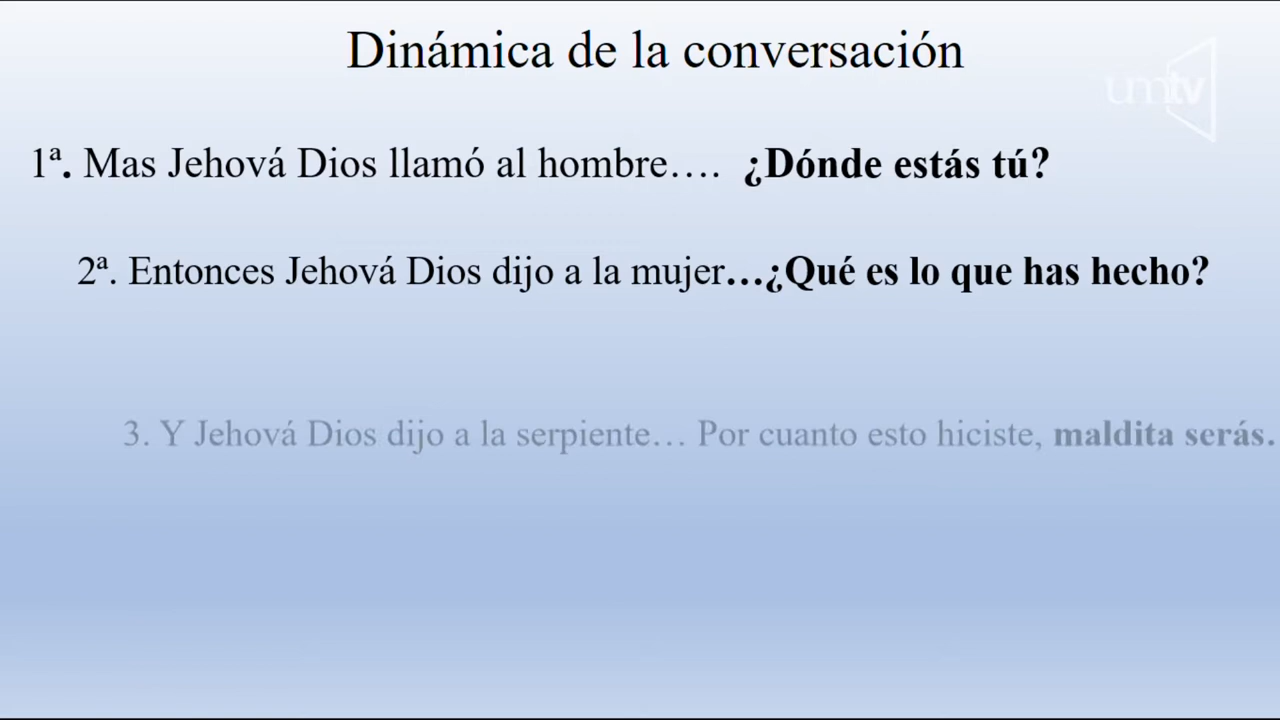 Dinámica de la conversación
umtv
1ª. Mas Jehová Dios llamó al hombre…. ¿Dónde estás tú?
2ª. Entonces Jehová Dios dijo a la mujer…¿Qué es lo que has hecho?
3. Y Jehová Dios dijo a la serpiente… Por cuanto esto hiciste, maldita serás.